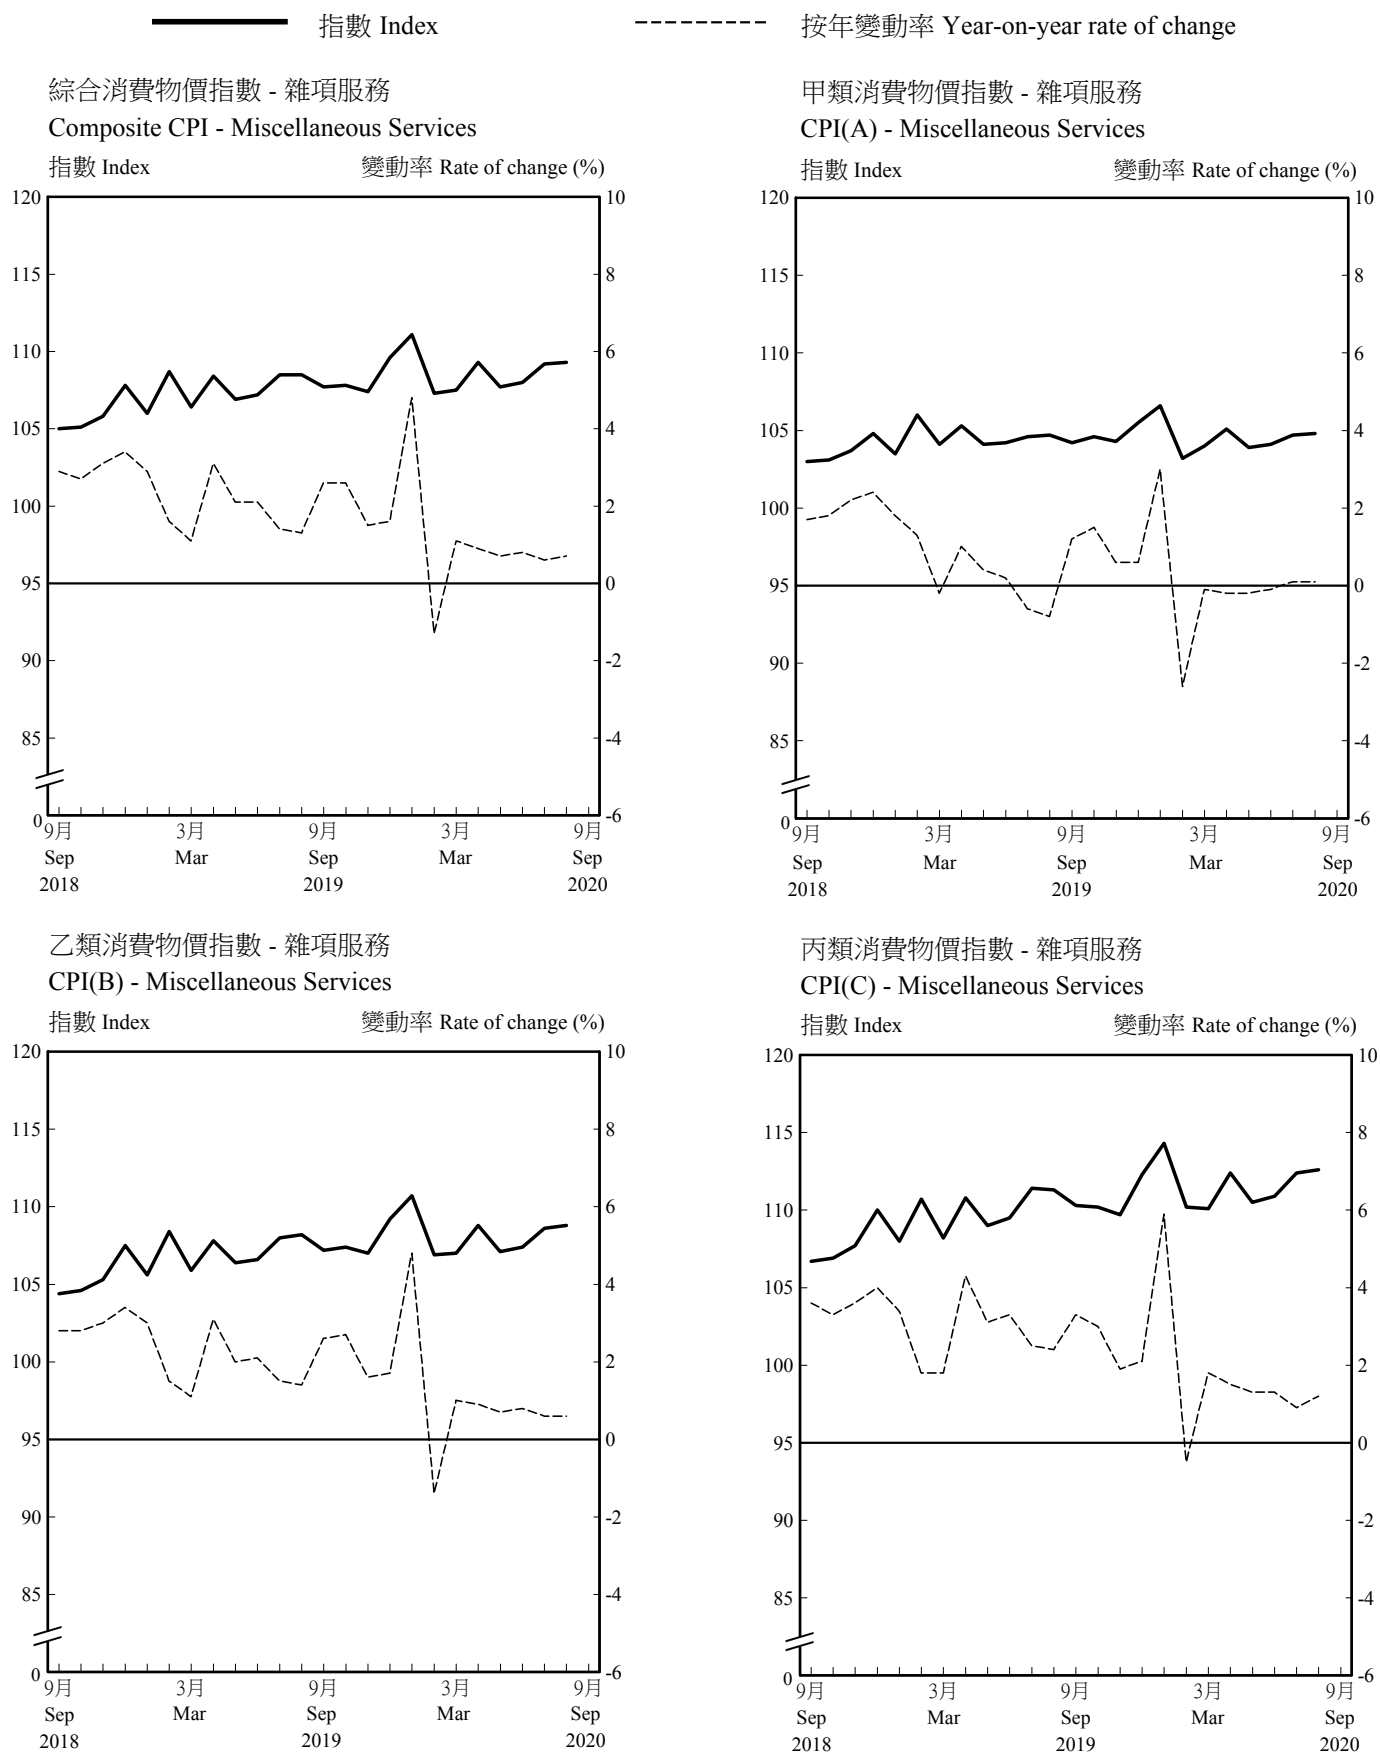 指數 Index
按年變動率 Year-on-year rate of change
綜合消費物價指數 - 雜項服務
Composite CPI - Miscellaneous Services
指數 Index 變動率 Rate of change (%)
120 10
115 8
110 6
105 4
100 2
95 0
90 -2
85 -4
0 -6
9月 3月 9月 3月 9月
Sep Mar Sep Mar Sep
2018 2019 2020
甲類消費物價指數 - 雜項服務
CPI(A) - Miscellaneous Services
指數 Index 變動率 Rate of change (%)
120 10
115 8
110 6
105 4
100 2
95 0
90 -2
85 -4
0 -6
9月 3月 9月 3月 9月
Sep Mar Sep Mar Sep
2018 2019 2020
乙類消費物價指數 - 雜項服務
CPI(B) - Miscellaneous Services
指數 Index 變動率 Rate of change (%)
120 10
115 8
110 6
105 4
100 2
95 0
90 -2
85 -4
0 -6
9月 3月 9月 3月 9月
Sep Mar Sep Mar Sep
2018 2019 2020
丙類消費物價指數 - 雜項服務
CPI(C) - Miscellaneous Services
指數 Index 變動率 Rate of change (%)
120 10
115 8
110 6
105 4
100 2
95 0
90 -2
85 -4
0 -6
9月 3月 9月 3月 9月
Sep Mar Sep Mar Sep
2018 2019 2020